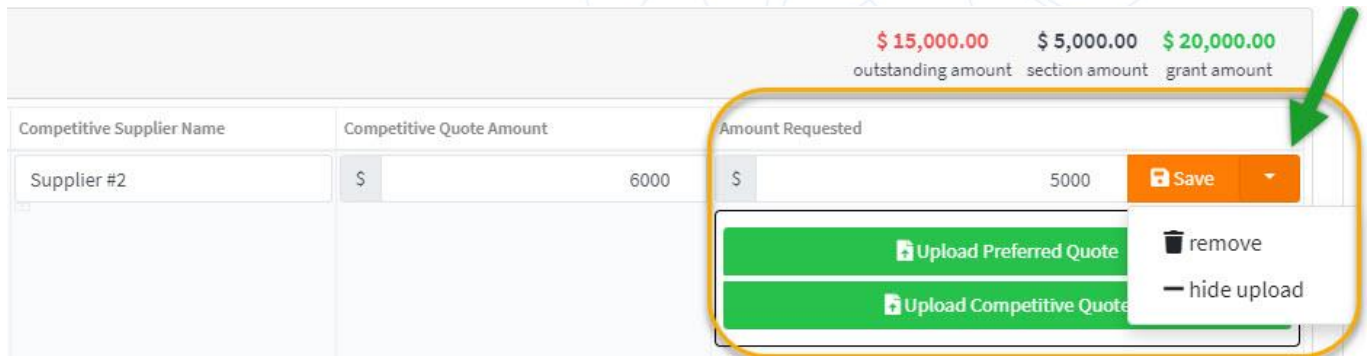 $ 15,000.00 $ 5,000.00 $ 20,000.00
outstanding amount section amount grant amount
Competitive Supplier Name Competitive Quote Amount Amount Requested
Supplier #2 $ 6000 $ 5000 Save
Upload Preferred Quote remove
Upload Competitive Quote hide upload